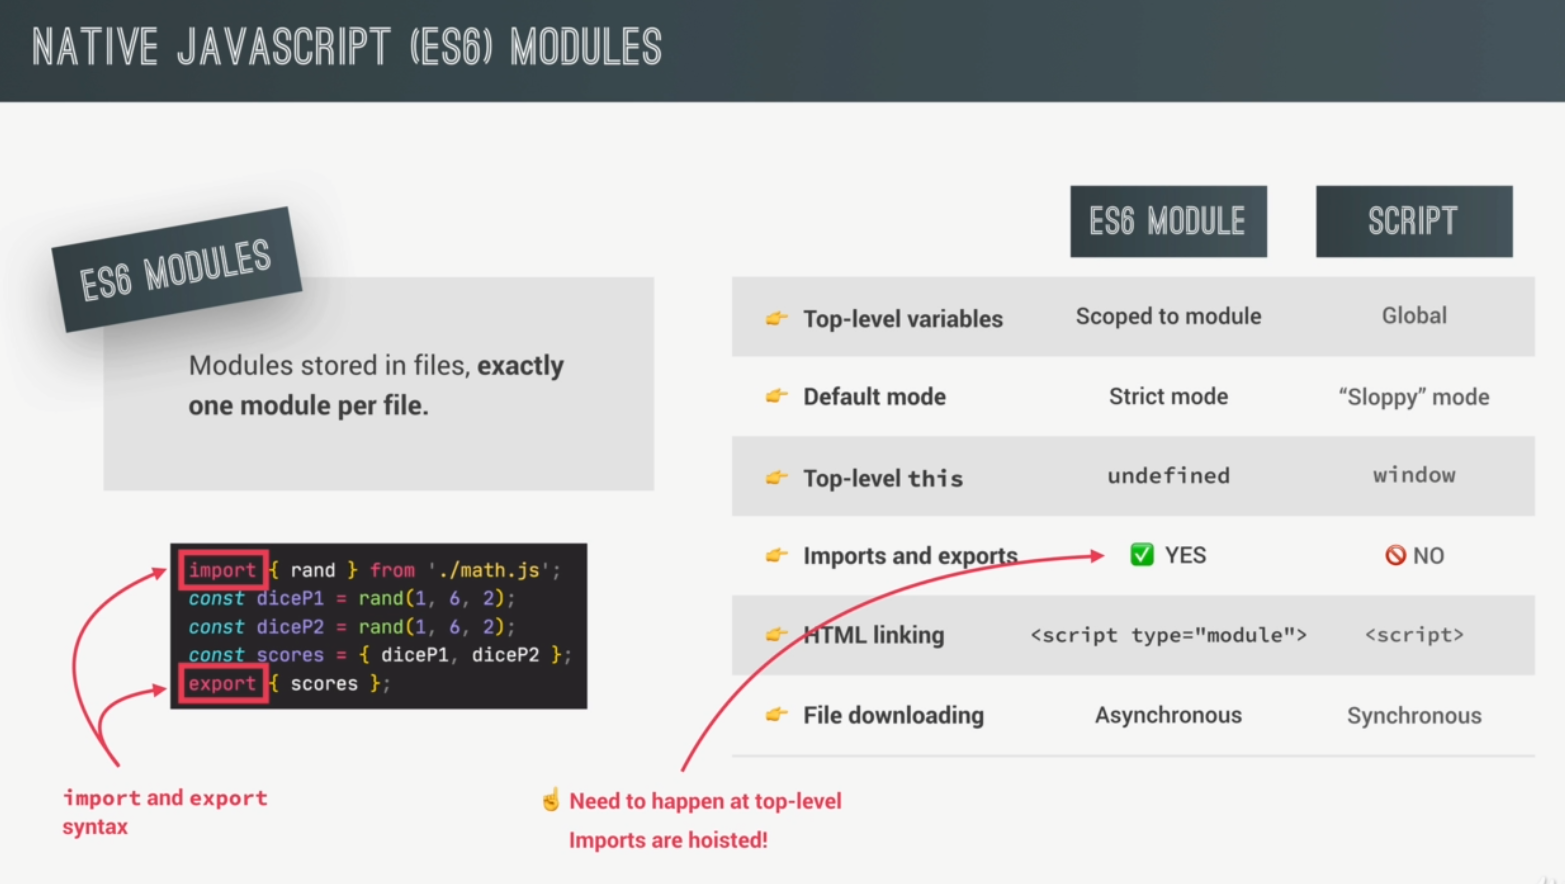 NATIVE JAVASCRIPT (ES6) MODULES
ES6 MODULES
Modules stored in files, exactly
one module per file.
import { rand } from './math.js';
const diceP1 = rand(1, 6, 2);
const diceP2 = rand(1, 6, 2);
const scores = { diceP1, diceP2 };
export { scores };
import and export
syntax
ES6 MODULE SCRIPT
Top-level variables Scoped to module Global
Default mode Strict mode “Sloppy” mode
Top-level this undefined window
Imports and exports YES NO
HTML linking <script type="module"> <script>
File downloading Asynchronous Synchronous
Need to happen at top-level
Imports are hoisted!